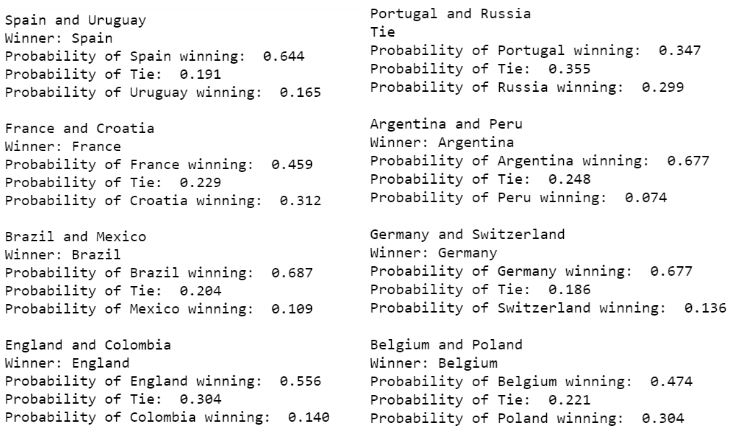 Spain and Uruguay
Winner: Spain
Probability of Spain winning:  0.644
Probability of Tie:  0.191
Probability of Uruguay winning:  0.165
France and Croatia
Winner: France
Probability of France winning:  0.459
Probability of Tie:  0.229
Probability of Croatia winning:  0.312
Brazil and Mexico
Winner: Brazil
Probability of Brazil winning:  0.687
Probability of Tie:  0.204
Probability of Mexico winning:  0.109
England and Colombia
Winner: England
Probability of England winning:  0.556
Probability of Tie:  0.304
Probability of Colombia winning:  0.140
Portugal and Russia
Tie
Probability of Portugal winning:  0.347
Probability of Tie:  0.355
Probability of Russia winning:  0.299
Argentina and Peru
Winner: Argentina
Probability of Argentina winning:  0.677
Probability of Tie:  0.248
Probability of Peru winning:  0.074
Germany and Switzerland
Winner: Germany
Probability of Germany winning:  0.677
Probability of Tie:  0.186
Probability of Switzerland winning:  0.136
Belgium and Poland
Winner: Belgium
Probability of Belgium winning:  0.474
Probability of Tie:  0.221
Probability of Poland winning:  0.304